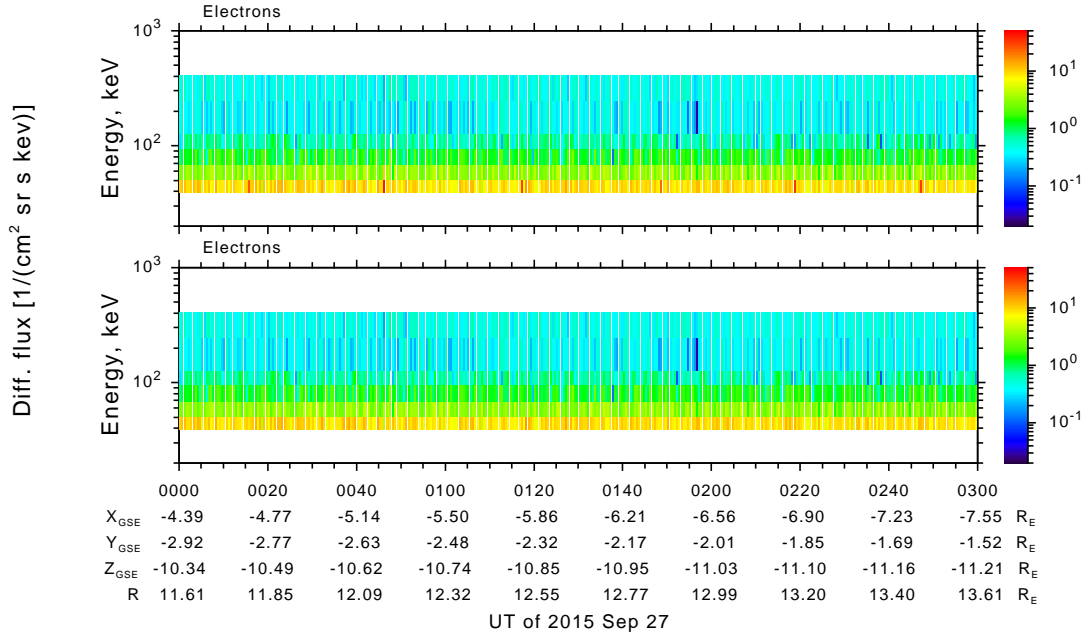 Electrons
10^3
10^2
Energy, keV
10^1
10^0
10^-1
Diff. flux [1/(cm^2 sr s kev)]
Electrons
10^3
10^2
Energy, keV
10^1
10^0
10^-1
0000 0020 0040 0100 0120 0140 0200 0220 0240 0300
X_GSE -4.39 -4.77 -5.14 -5.50 -5.86 -6.21 -6.56 -6.90 -7.23 -7.55 R_E
Y_GSE -2.92 -2.77 -2.63 -2.48 -2.32 -2.17 -2.01 -1.85 -1.69 -1.52 R_E
Z_GSE -10.34 -10.49 -10.62 -10.74 -10.85 -10.95 -11.03 -11.10 -11.16 -11.21 R_E
R 11.61 11.85 12.09 12.32 12.55 12.77 12.99 13.20 13.40 13.61 R_E
UT of 2015 Sep 27